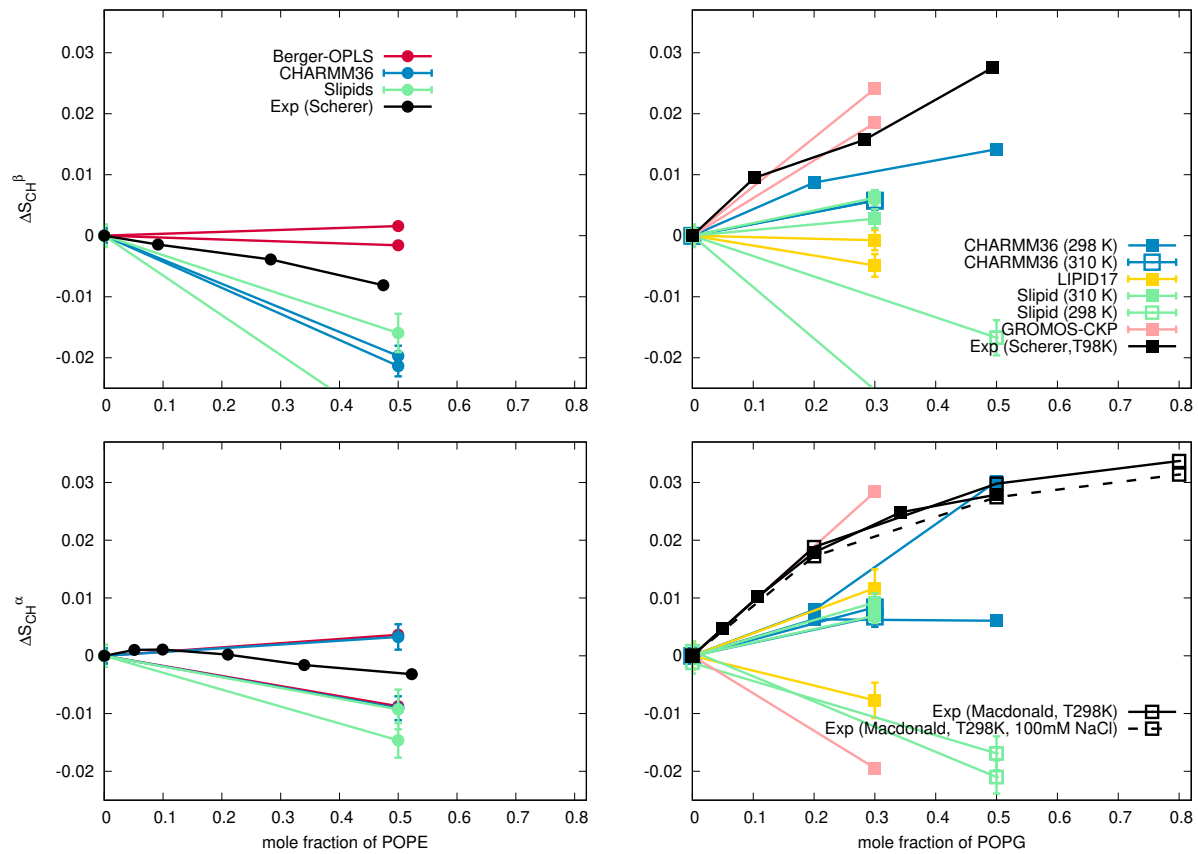 0.03
0.02
0.01
0
-0.01
-0.02
0 0.1 0.2 0.3 0.4 0.5 0.6 0.7 0.8
ΔS_CH^β
Berger-OPLS
CHARMM36
Slipids
Exp (Scherer)
0.03
0.02
0.01
0
-0.01
-0.02
0 0.1 0.2 0.3 0.4 0.5 0.6 0.7 0.8
CHARMM36 (298 K)
CHARMM36 (310 K)
LIPID17
Slipid (310 K)
Slipid (298 K)
GROMOS-CKP
Exp (Scherer,T98K)
0.03
0.02
0.01
0
-0.01
-0.02
0 0.1 0.2 0.3 0.4 0.5 0.6 0.7 0.8
ΔS_CH^α
mole fraction of POPE
0.03
0.02
0.01
0
-0.01
-0.02
0 0.1 0.2 0.3 0.4 0.5 0.6 0.7 0.8
Exp (Macdonald, T298K)
Exp (Macdonald, T298K, 100mM NaCl)
mole fraction of POPG